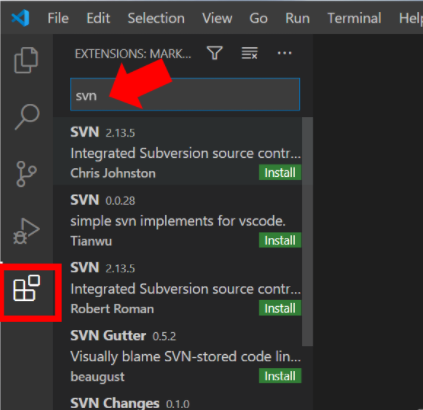 File Edit Selection View Go Run Terminal Help
EXTENSIONS: MARK...
svn
SVN 2.13.5
Integrated Subversion source contr...
Chris Johnston Install
SVN 0.0.28
simple svn implements for vscode.
Tianwu Install
SVN 2.13.5
Integrated Subversion source contr...
Robert Roman Install
SVN Gutter 0.5.2
Visually blame SVN-stored code lin...
beaugust Install
SVN Changes 0.1.0